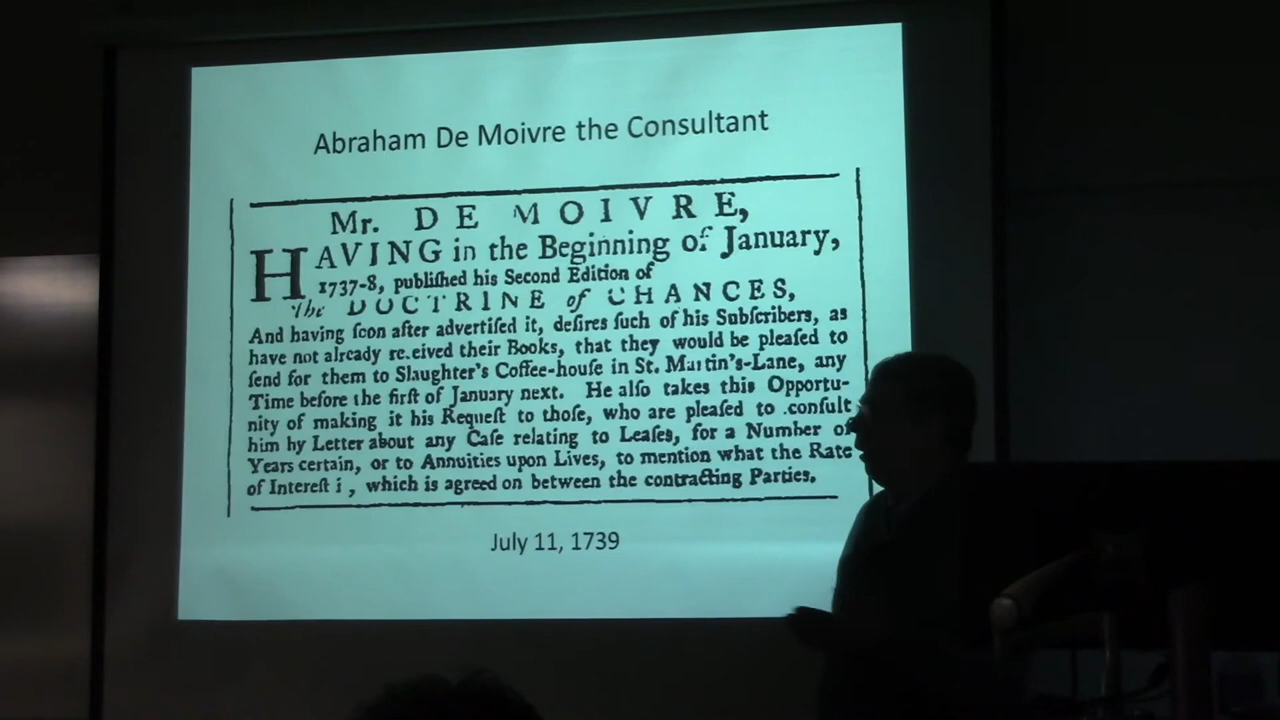 Abraham De Moivre the Consultant
Mr. DE MOIVRE,
HAVING in the Beginning of January,
1737-8, publiſhed his Second Edition of
The DOCTRINE of CHANCES,
And having ſoon after advertiſed it, deſires ſuch of his Subſcribers, as
have not already re.eived their Books, that they would be pleaſed to
ſend for them to Slaughter's Coffee-houſe in St. Martin's-Lane, any
Time before the firſt of January next. He alſo takes this Opportu-
nity of making it his Requeſt to thoſe, who are pleaſed to .conſult
him by Letter about any Caſe relating to Leaſes, for a Number of
Years certain, or to Annuities upon Lives, to mention what the Rate
of Intereſt i , which is agreed on between the contracting Parties.
July 11, 1739